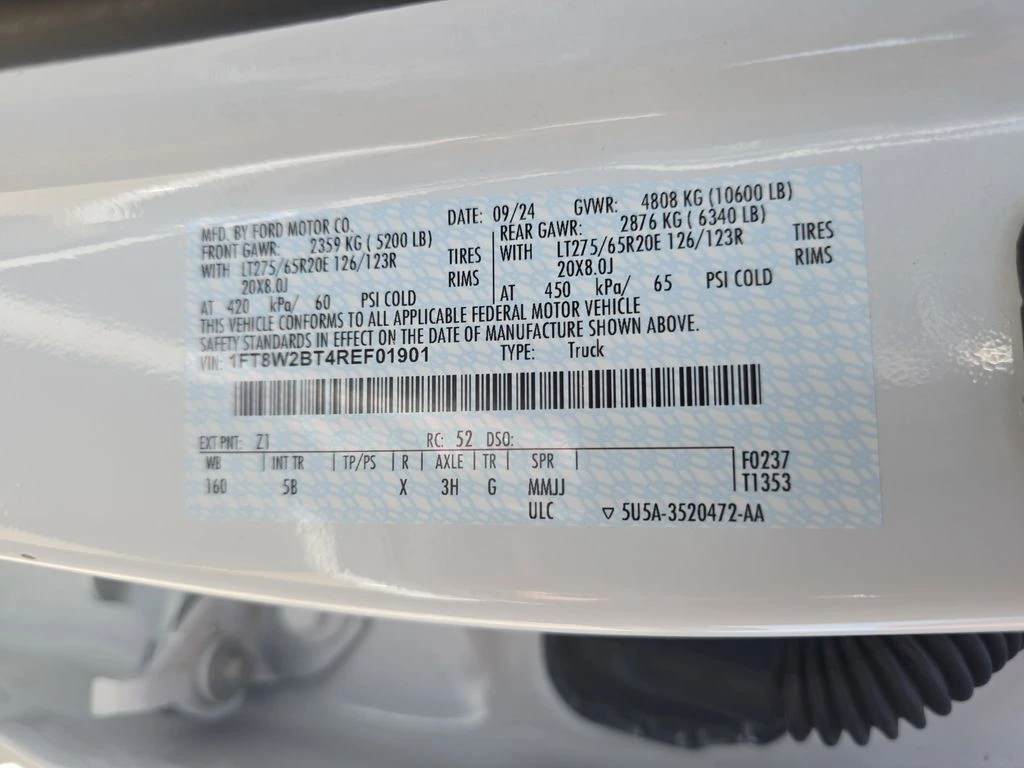 MFD. BY FORD MOTOR CO. DATE: 09/24 GVWR: 4808 KG (10600 LB)
FRONT GAWR: 2359 KG ( 5200 LB) REAR GAWR: 2876 KG ( 6340 LB)
WITH LT275/65R20E 126/123R TIRES WITH LT275/65R20E 126/123R TIRES
20X8.0J RIMS 20X8.0J RIMS
AT 420 kPa/ 60 PSI COLD AT 450 kPa/ 65 PSI COLD
THIS VEHICLE CONFORMS TO ALL APPLICABLE FEDERAL MOTOR VEHICLE
SAFETY STANDARDS IN EFFECT ON THE DATE OF MANUFACTURE SHOWN ABOVE.
VIN: 1FT8W2BT4REF01901 TYPE: Truck
EXT PNT: Z1 RC: 52 DSO:
WB INT TR TP/PS R AXLE TR SPR F0237
160 5B X 3H G MMJJ T1353
ULC ▽ 5U5A-3520472-AA